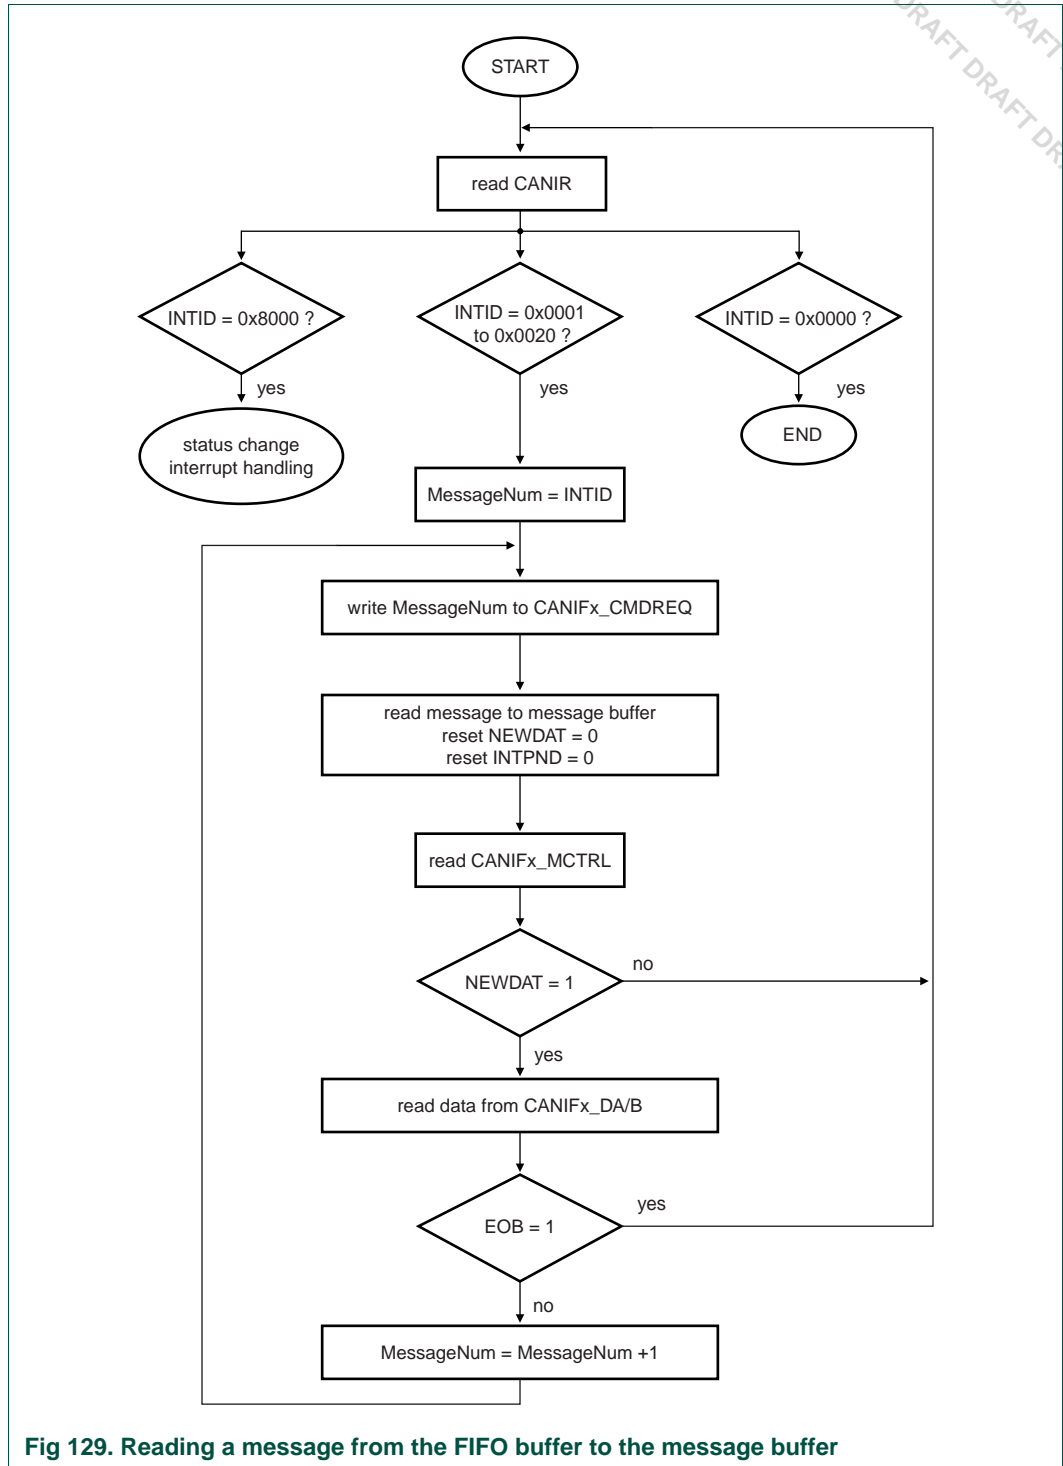 DRAFT DRAFT
DRAFT DRAFT DRA
START
read CANIR
INTID = 0x8000 ?
INTID = 0x0001
to 0x0020 ?
INTID = 0x0000 ?
yes
yes
yes
status change
interrupt handling
END
MessageNum = INTID
write MessageNum to CANIFx_CMDREQ
read message to message buffer
reset NEWDAT = 0
reset INTPND = 0
read CANIFx_MCTRL
NEWDAT = 1
no
yes
read data from CANIFx_DA/B
EOB = 1
yes
no
MessageNum = MessageNum +1
Fig 129. Reading a message from the FIFO buffer to the message buffer